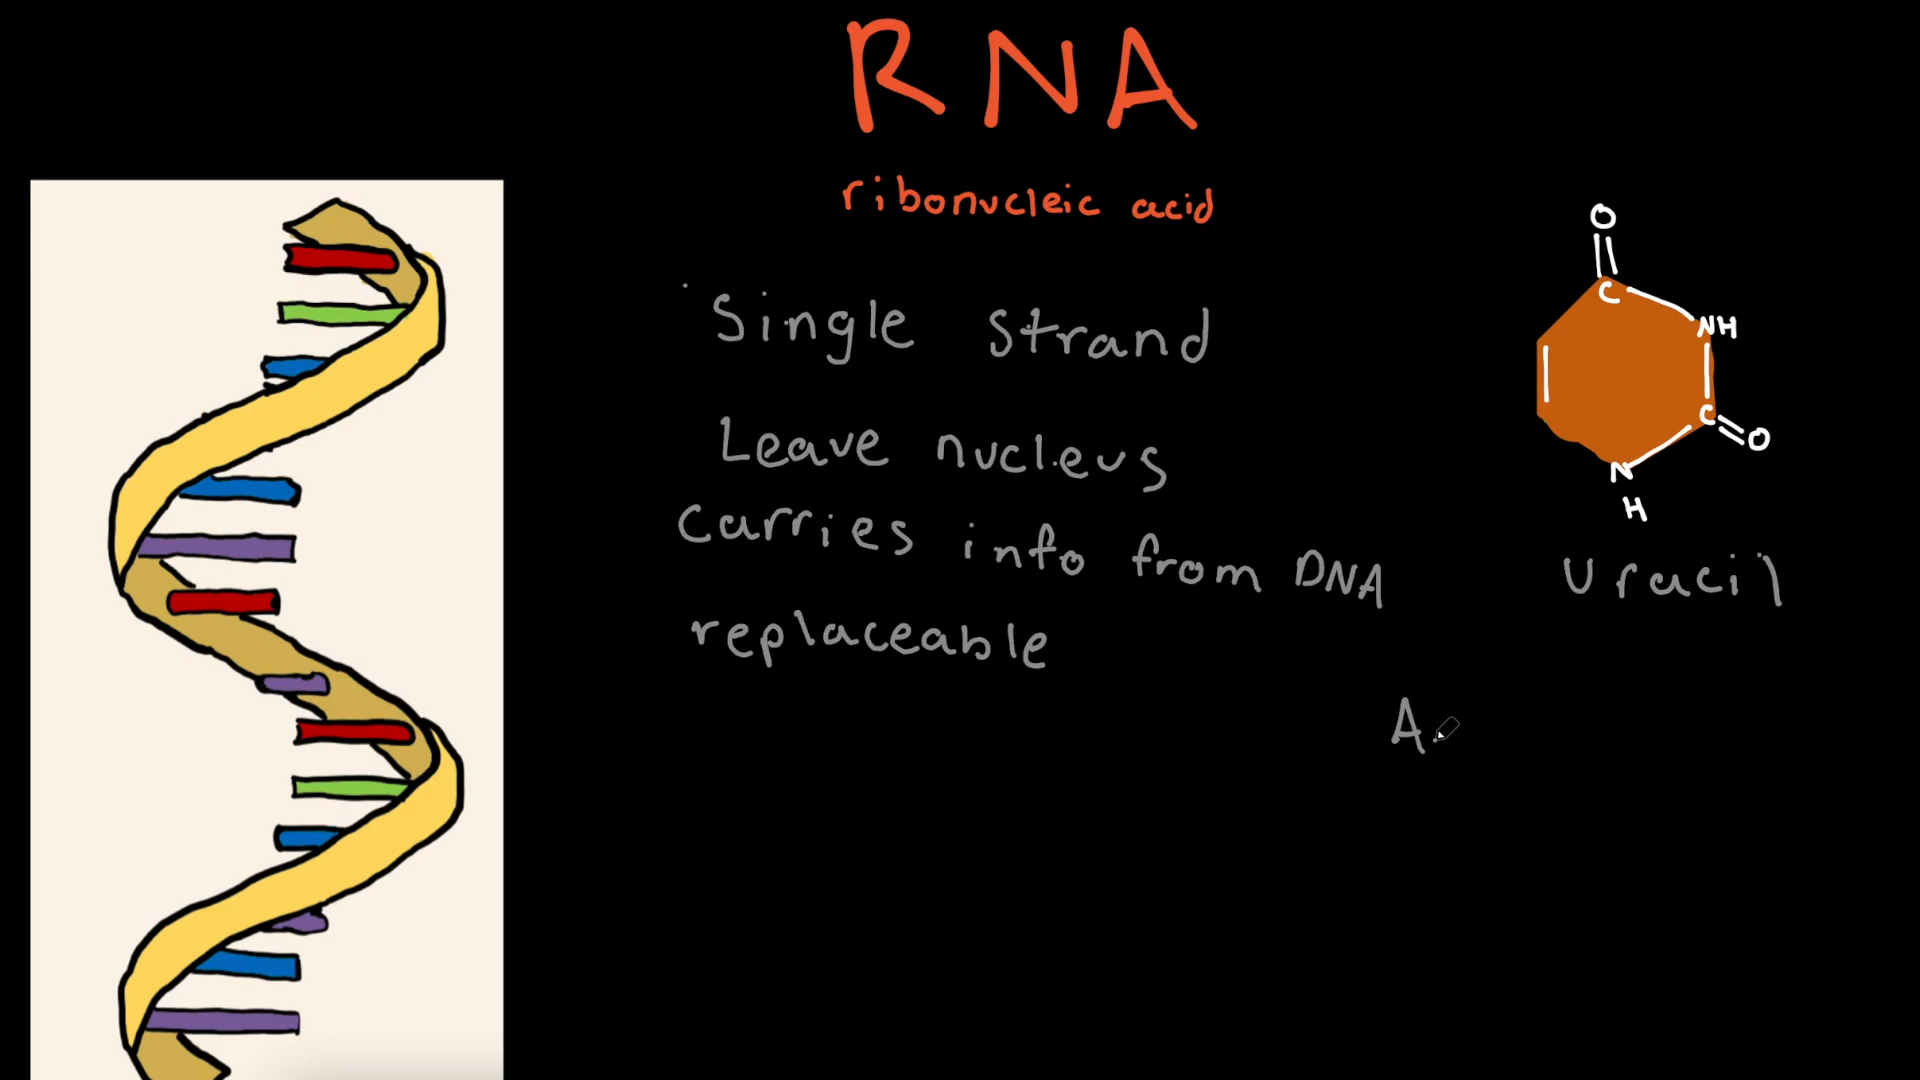 RNA
ribonucleic acid
Single strand
Leave nucleus
carries info from DNA
replaceable
O
C
NH
C
O
N
H
Uracil
A